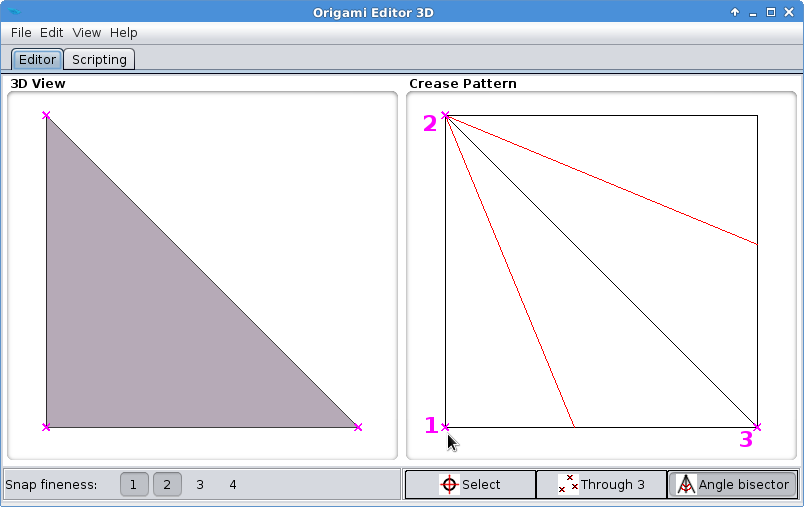 Origami Editor 3D
File Edit View Help
Editor Scripting
3D View
Crease Pattern
2
1
3
Snap fineness: 1 2 3 4
Select Through 3 Angle bisector